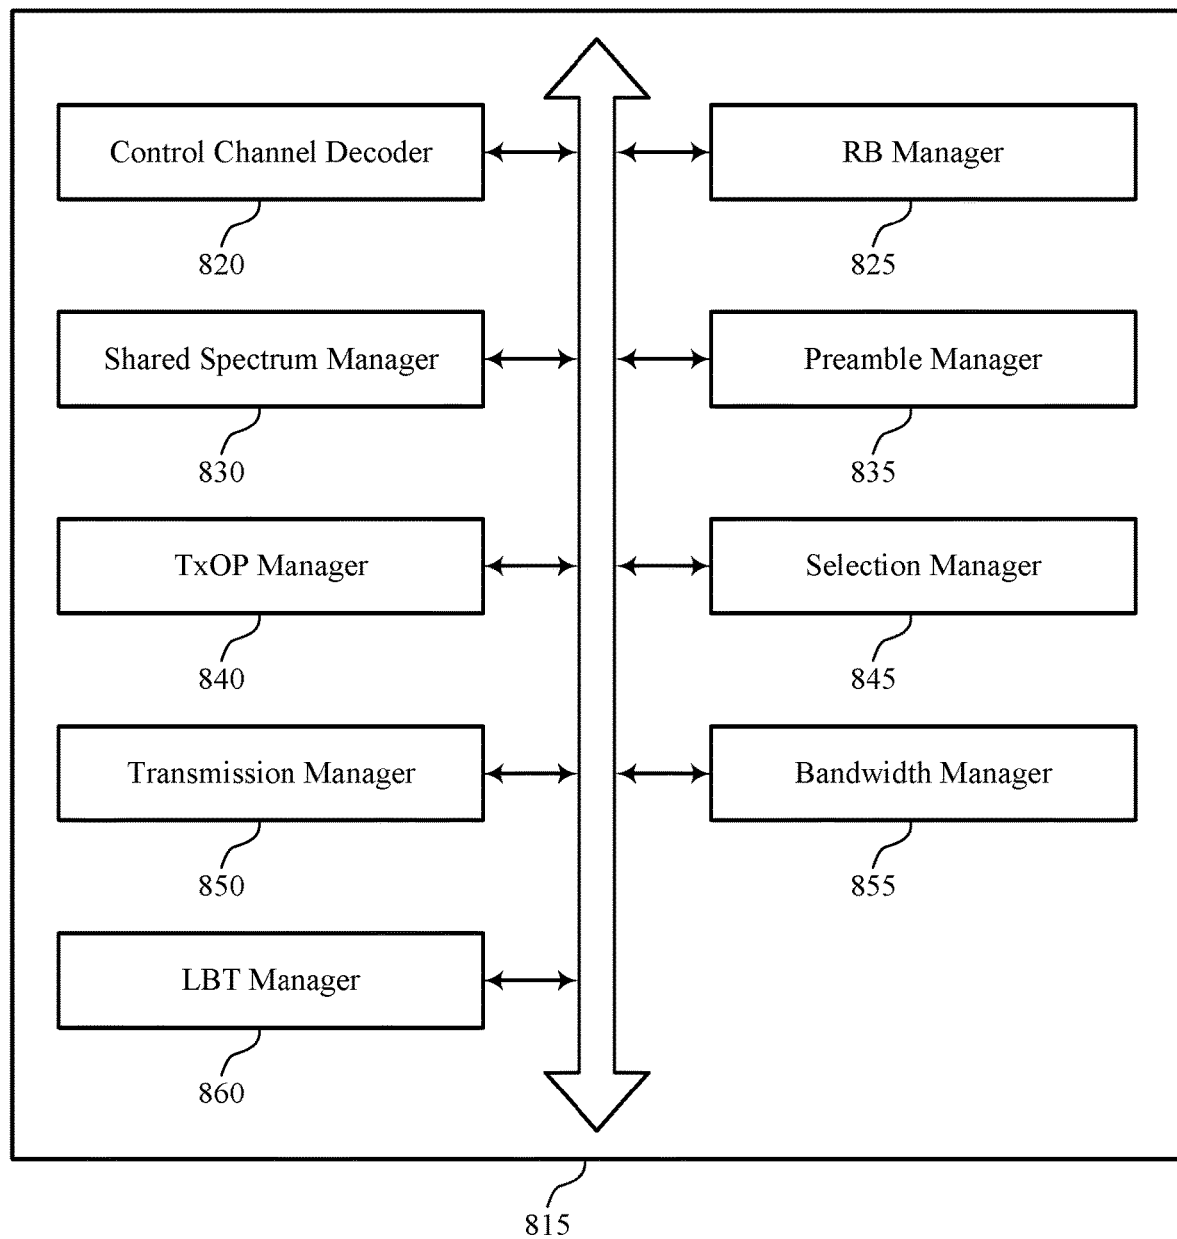 Control Channel Decoder
RB Manager
820
825
Shared Spectrum Manager
Preamble Manager
830
835
TxOP Manager
Selection Manager
840
845
Transmission Manager
Bandwidth Manager
850
855
LBT Manager
860
815